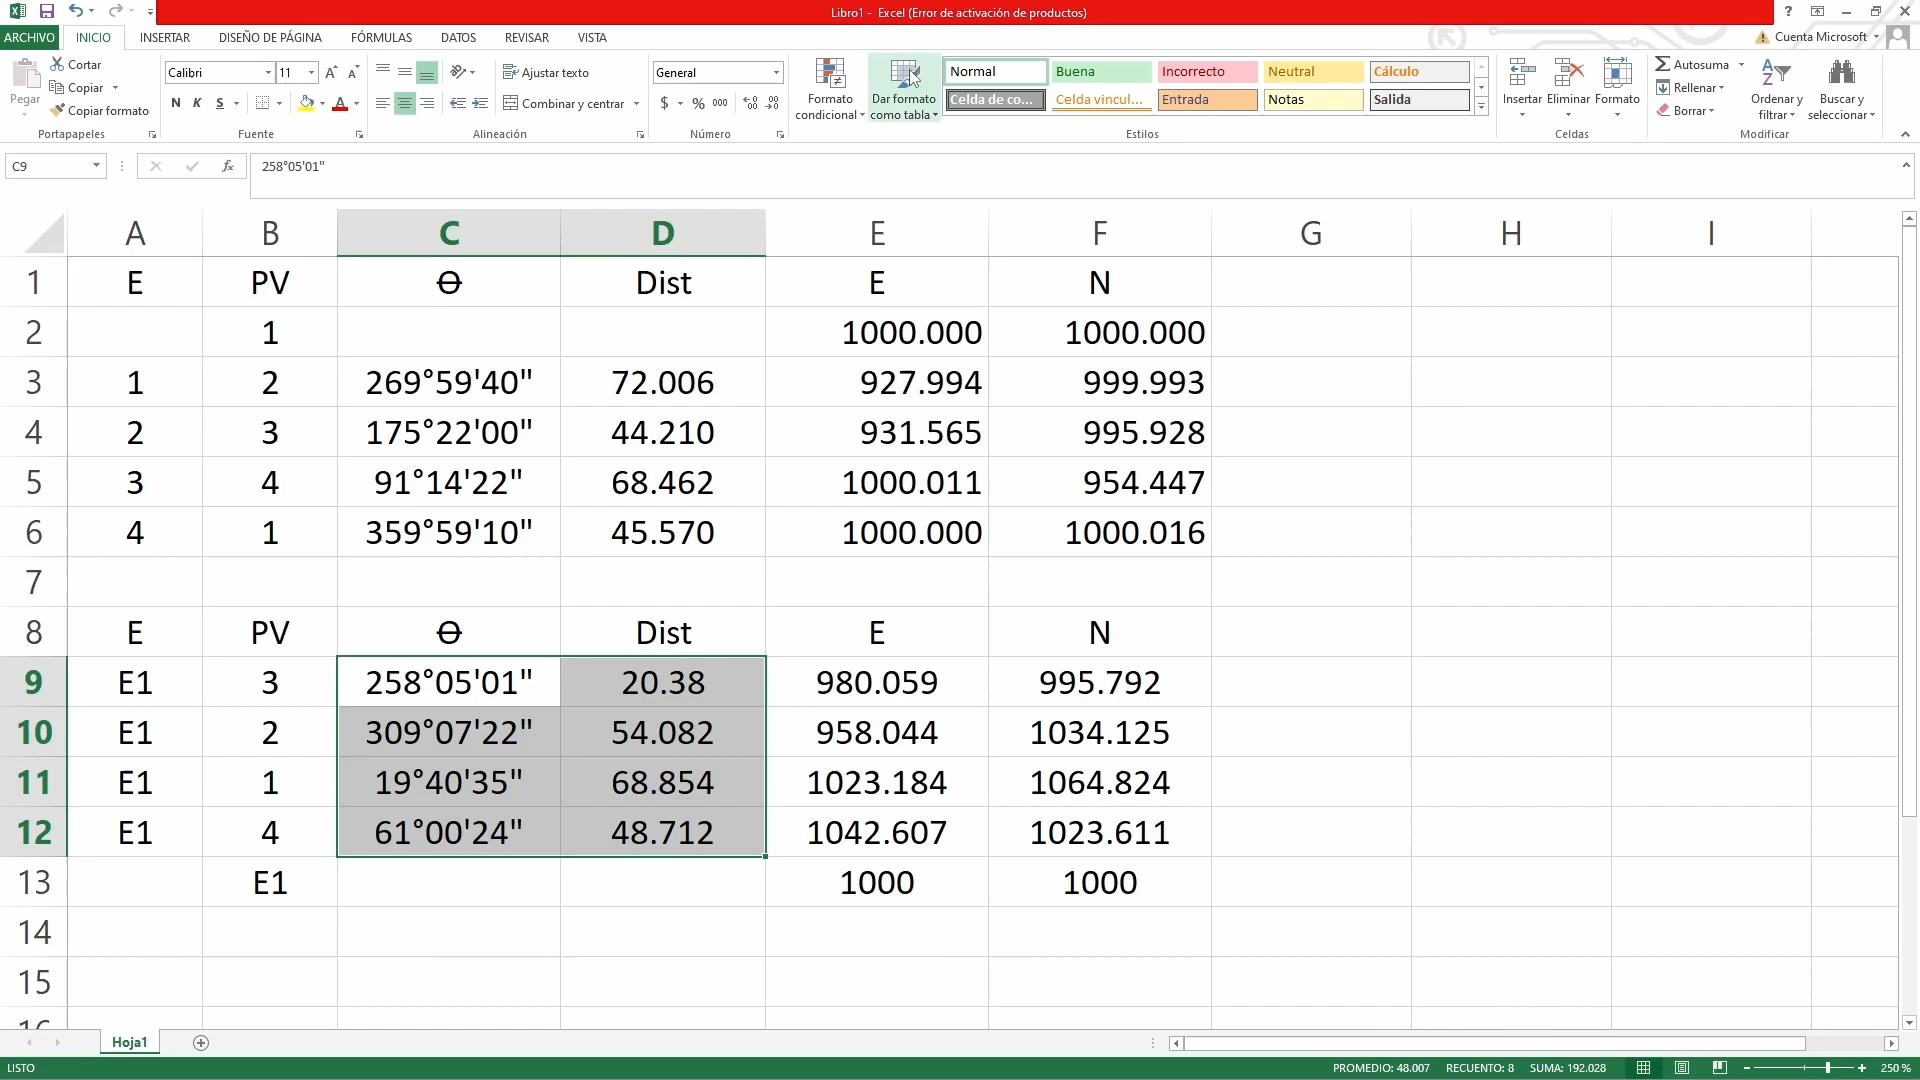 Libro1 - Excel (Error de activación de productos)
ARCHIVO INICIO INSERTAR DISEÑO DE PÁGINA FÓRMULAS DATOS REVISAR VISTA Cuenta Microsoft
Pegar
Cortar
Copiar
Copiar formato
Portapapeles
Calibri 11
N K S
Fuente
Ajustar texto
Combinar y centrar
Alineación
General
$ % 000
Número
Formato condicional
Dar formato como tabla
Normal Buena Incorrecto Neutral Cálculo
Celda de co... Celda vincul... Entrada Notas Salida
Estilos
Insertar Eliminar Formato
Celdas
Autosuma
Rellenar
Borrar
Ordenar y filtrar
Buscar y seleccionar
Modificar
C9 fx 258°05'01"
A B C D E F G H I
1 E PV Θ Dist E N
2 1 1000.000 1000.000
3 1 2 269°59'40" 72.006 927.994 999.993
4 2 3 175°22'00" 44.210 931.565 995.928
5 3 4 91°14'22" 68.462 1000.011 954.447
6 4 1 359°59'10" 45.570 1000.000 1000.016
7
8 E PV Θ Dist E N
9 E1 3 258°05'01" 20.38 980.059 995.792
10 E1 2 309°07'22" 54.082 958.044 1034.125
11 E1 1 19°40'35" 68.854 1023.184 1064.824
12 E1 4 61°00'24" 48.712 1042.607 1023.611
13 E1 1000 1000
14
15
16
Hoja1
LISTO PROMEDIO: 48.007 RECUENTO: 8 SUMA: 192.028 250 %